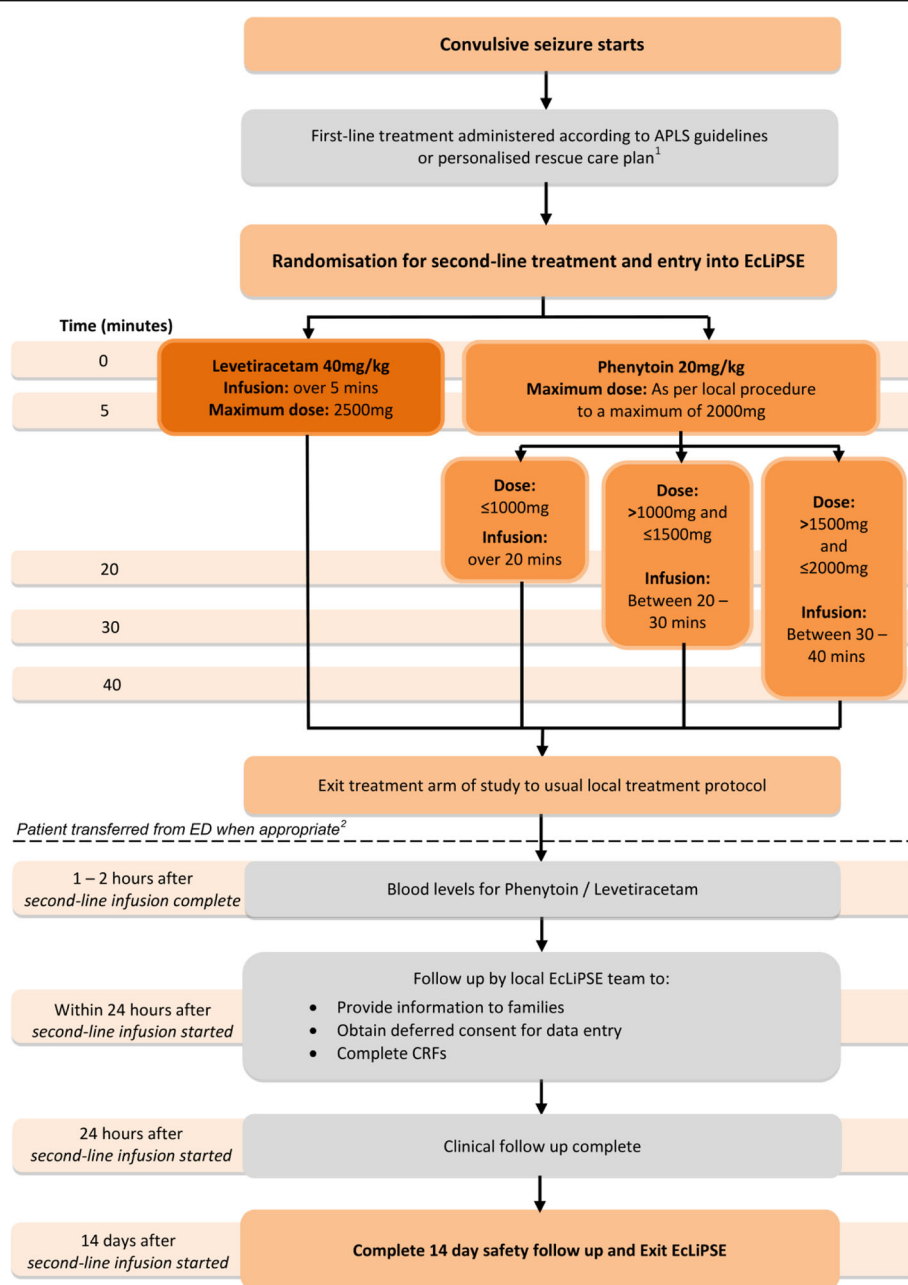 Convulsive seizure starts
First-line treatment administered according to APLS guidelines
or personalised rescue care plan1
Randomisation for second-line treatment and entry into EcLiPSE
Time (minutes)
0
5
20
30
40
Levetiracetam 40mg/kg
Infusion: over 5 mins
Maximum dose: 2500mg
Phenytoin 20mg/kg
Maximum dose: As per local procedure
to a maximum of 2000mg
Dose:
≤1000mg
Infusion:
over 20 mins
Dose:
>1000mg and
≤1500mg
Infusion:
Between 20 –
30 mins
Dose:
>1500mg
and
≤2000mg
Infusion:
Between 30 –
40 mins
Exit treatment arm of study to usual local treatment protocol
Patient transferred from ED when appropriate2
1 – 2 hours after
second-line infusion complete
Blood levels for Phenytoin / Levetiracetam
Within 24 hours after
second-line infusion started
Follow up by local EcLiPSE team to:
• Provide information to families
• Obtain deferred consent for data entry
• Complete CRFs
24 hours after
second-line infusion started
Clinical follow up complete
14 days after
second-line infusion started
Complete 14 day safety follow up and Exit EcLiPSE